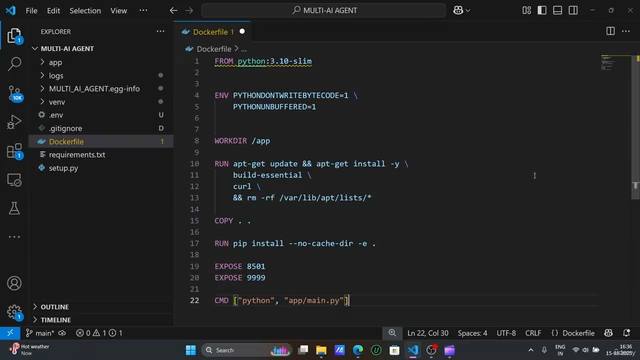 File Edit Selection View Go ···
MULTI-AI AGENT
EXPLORER ···
Dockerfile 1
Dockerfile > ...
MULTI-AI AGENT
app
logs
MULTI_AI_AGENT.egg-info
venv
.env
.gitignore
Dockerfile 1
requirements.txt
setup.py
OUTLINE
TIMELINE
1 FROM python:3.10-slim
2
3
4 ENV PYTHONDONTWRITEBYTECODE=1 \
5 PYTHONUNBUFFERED=1
6
7
8 WORKDIR /app
9
10 RUN apt-get update && apt-get install -y \
11 build-essential \
12 curl \
13 && rm -rf /var/lib/apt/lists/*
14
15 COPY . .
16
17 RUN pip install --no-cache-dir -e .
18
19 EXPOSE 8501
20 EXPOSE 9999
21
22 CMD ["python", "app/main.py"]
main* 0 1 1 Ln 22, Col 30 Spaces: 4 UTF-8 CRLF {} Dockerfile
Hot weather
Now
Search
ENG
IN
16:36